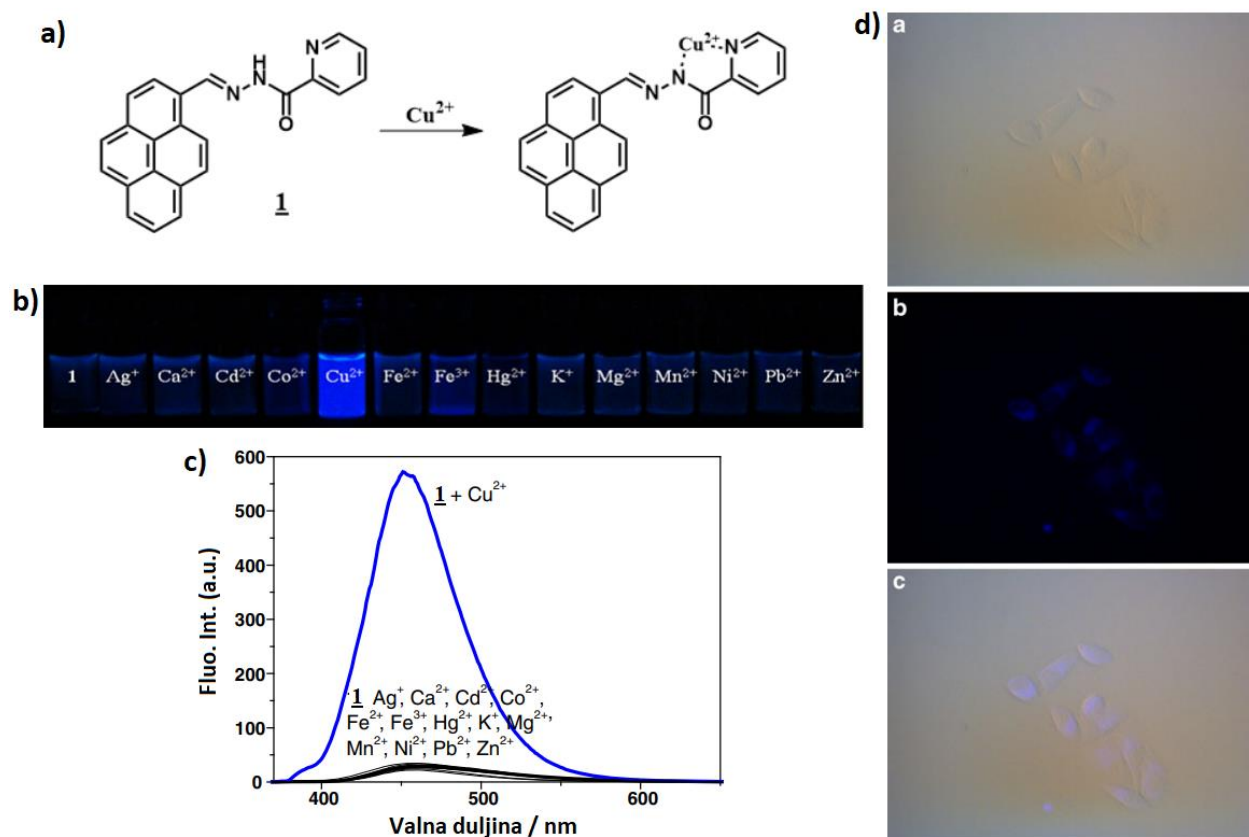 a)
N
H
N
N
O
1
Cu²⁺
Cu²⁺
N
N
N
O
b)
1 Ag⁺ Ca²⁺ Cd²⁺ Co²⁺ Cu²⁺ Fe²⁺ Fe³⁺ Hg²⁺ K⁺ Mg²⁺ Mn²⁺ Ni²⁺ Pb²⁺ Zn²⁺
c)
Fluo. Int. (a.u.)
600
500
400
300
200
100
0
1 + Cu²⁺
1 Ag⁺, Ca²⁺, Cd²⁺, Co²⁺,
Fe²⁺, Fe³⁺, Hg²⁺, K⁺, Mg²⁺,
Mn²⁺, Ni²⁺, Pb²⁺, Zn²⁺
400 500 600
Valna duljina / nm
d)
a
b
c